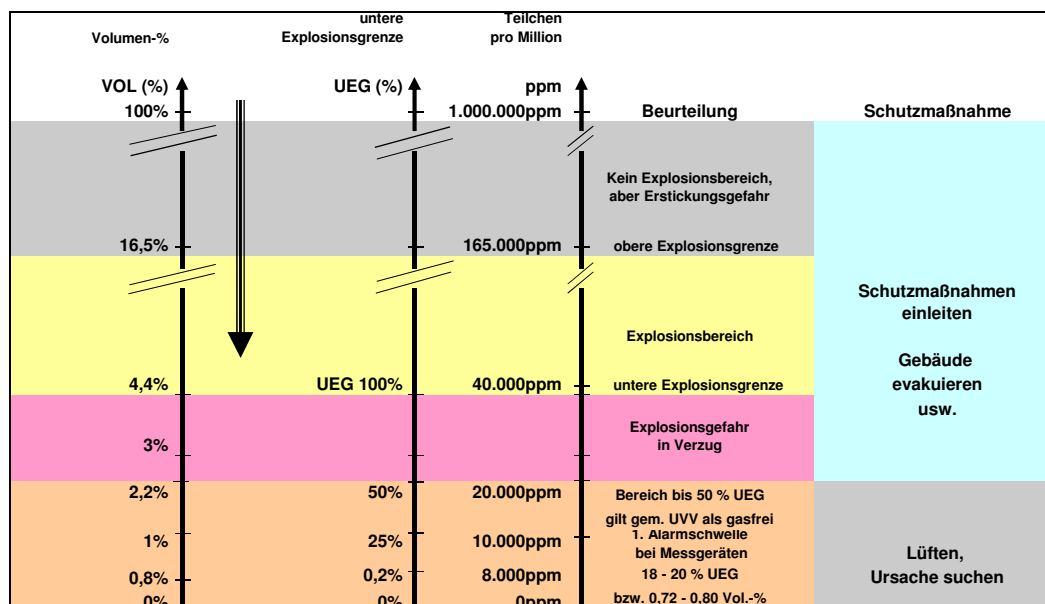 untere Teilchen
Volumen-% Explosionsgrenze pro Million
VOL (%) UEG (%) ppm
100% 1.000.000ppm Beurteilung Schutzmaßnahme
Kein Explosionsbereich,
aber Erstickungsgefahr
16,5% 165.000ppm obere Explosionsgrenze
Schutzmaßnahmen
einleiten
Explosionsbereich
Gebäude
4,4% UEG 100% 40.000ppm untere Explosionsgrenze evakuieren
usw.
Explosionsgefahr
3% in Verzug
2,2% 50% 20.000ppm Bereich bis 50 % UEG
gilt gem. UVV als gasfrei
1. Alarmschwelle
1% 25% 10.000ppm bei Messgeräten Lüften,
0,8% 0,2% 8.000ppm 18 - 20 % UEG Ursache suchen
0% 0% 0ppm bzw. 0,72 - 0,80 Vol.-%